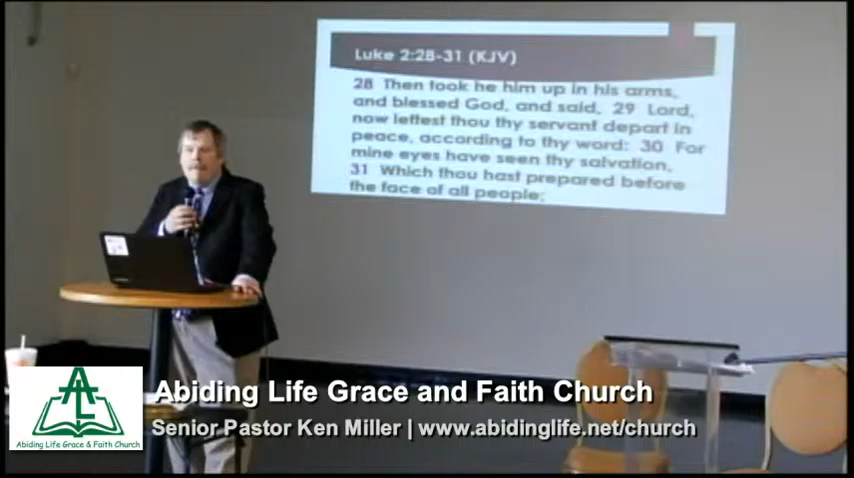 Luke 2:28-31 (KJV)
28 Then took he him up in his arms,
and blessed God, and said, 29 Lord,
now lettest thou thy servant depart in
peace, according to thy word: 30 For
mine eyes have seen thy salvation,
31 Which thou hast prepared before
the face of all people;
AL
Abiding Life Grace & Faith Church
Abiding Life Grace and Faith Church
Senior Pastor Ken Miller | www.abidinglife.net/church